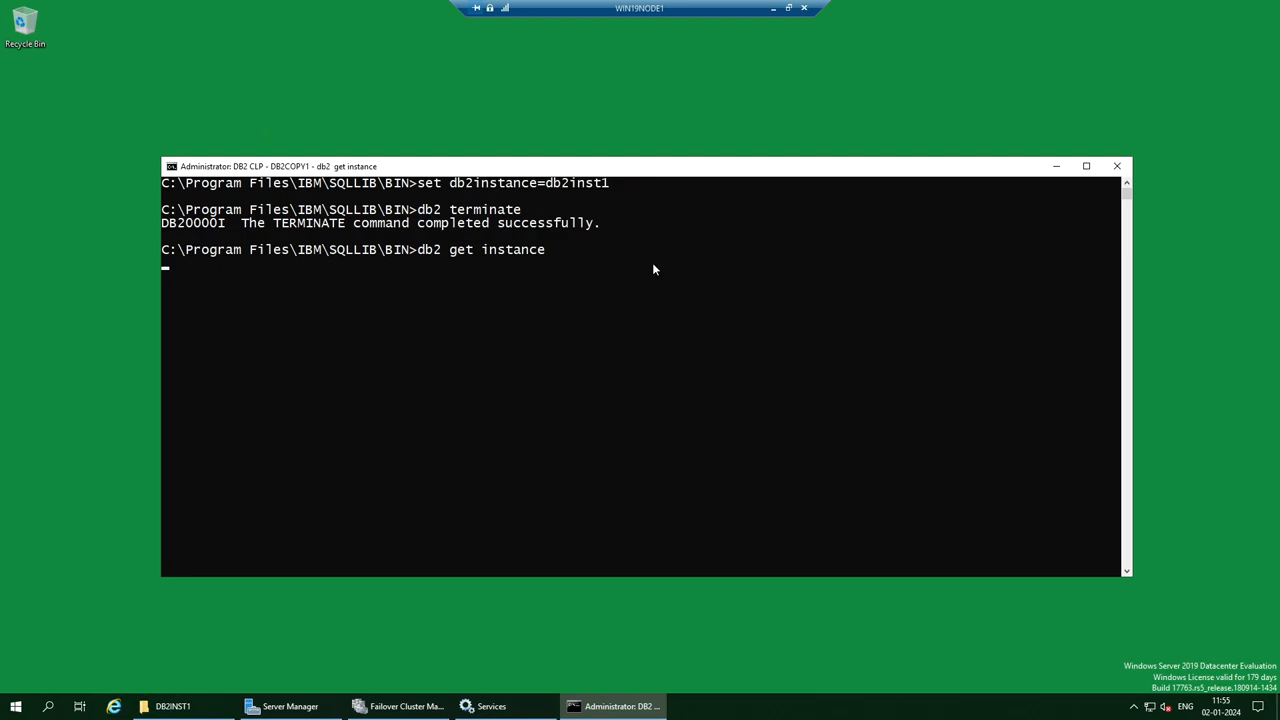 WIN19NODE1
Recycle Bin
Administrator: DB2 CLP - DB2COPY1 - db2  get instance
C:\Program Files\IBM\SQLLIB\BIN>set db2instance=db2inst1
C:\Program Files\IBM\SQLLIB\BIN>db2 terminate
DB20000I  The TERMINATE command completed successfully.
C:\Program Files\IBM\SQLLIB\BIN>db2 get instance
Windows Server 2019 Datacenter Evaluation
Windows License valid for 179 days
Build 17763.rs5_release.180914-1434
DB2INST1
Server Manager
Failover Cluster Ma...
Services
Administrator: DB2 ...
ENG
11:55
02-01-2024